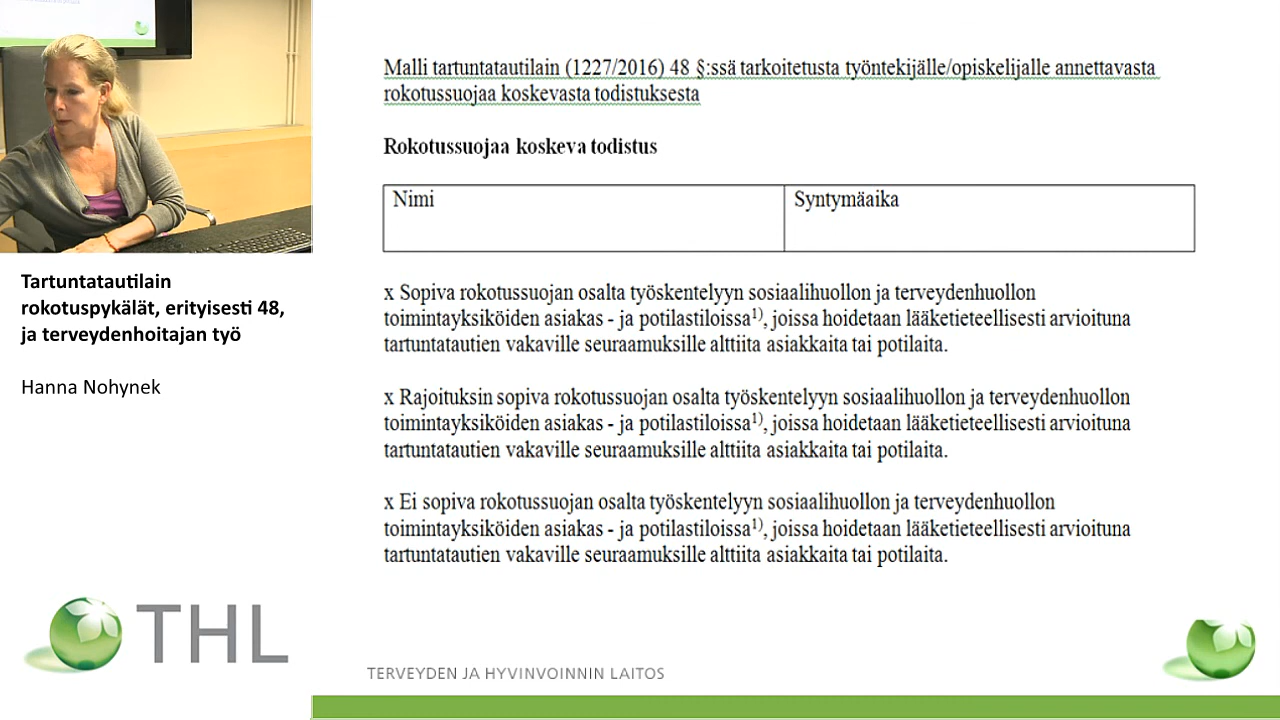 Tartuntatautilain
rokotuspykälät, erityisesti 48,
ja terveydenhoitajan työ
Hanna Nohynek
THL
Malli tartuntatautilain (1227/2016) 48 §:ssä tarkoitetusta työntekijälle/opiskelijalle annettavasta
rokotussuojaa koskevasta todistuksesta
Rokotussuojaa koskeva todistus
Nimi
Syntymäaika
x Sopiva rokotussuojan osalta työskentelyyn sosiaalihuollon ja terveydenhuollon
toimintayksiköiden asiakas - ja potilastiloissa¹⁾, joissa hoidetaan lääketieteellisesti arvioituna
tartuntatautien vakaville seuraamuksille alttiita asiakkaita tai potilaita.
x Rajoituksin sopiva rokotussuojan osalta työskentelyyn sosiaalihuollon ja terveydenhuollon
toimintayksiköiden asiakas - ja potilastiloissa¹⁾, joissa hoidetaan lääketieteellisesti arvioituna
tartuntatautien vakaville seuraamuksille alttiita asiakkaita tai potilaita.
x Ei sopiva rokotussuojan osalta työskentelyyn sosiaalihuollon ja terveydenhuollon
toimintayksiköiden asiakas - ja potilastiloissa¹⁾, joissa hoidetaan lääketieteellisesti arvioituna
tartuntatautien vakaville seuraamuksille alttiita asiakkaita tai potilaita.
TERVEYDEN JA HYVINVOINNIN LAITOS